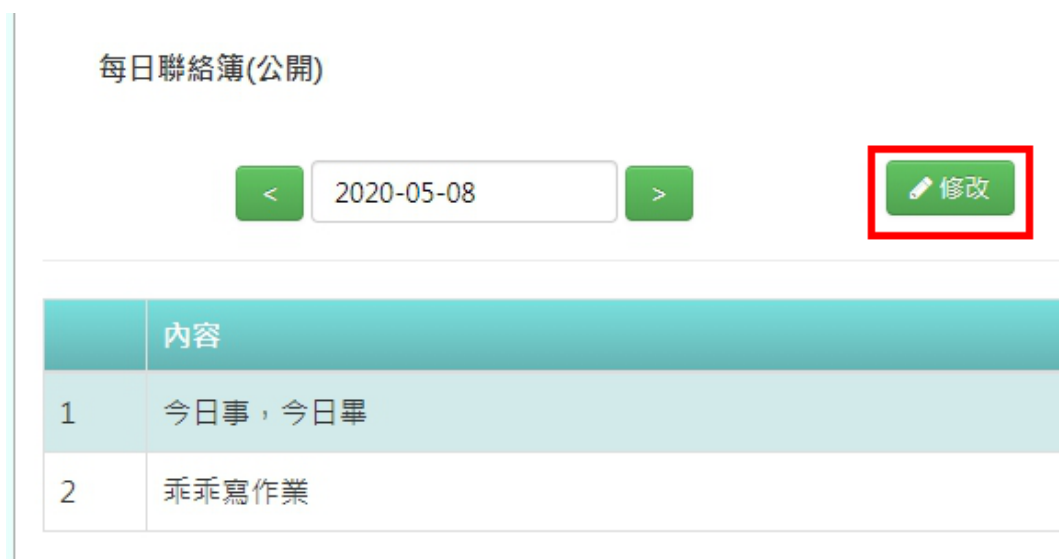 每日聯絡簿(公開)
< 2020-05-08 > 修改
內容
1 今日事，今日畢
2 乖乖寫作業